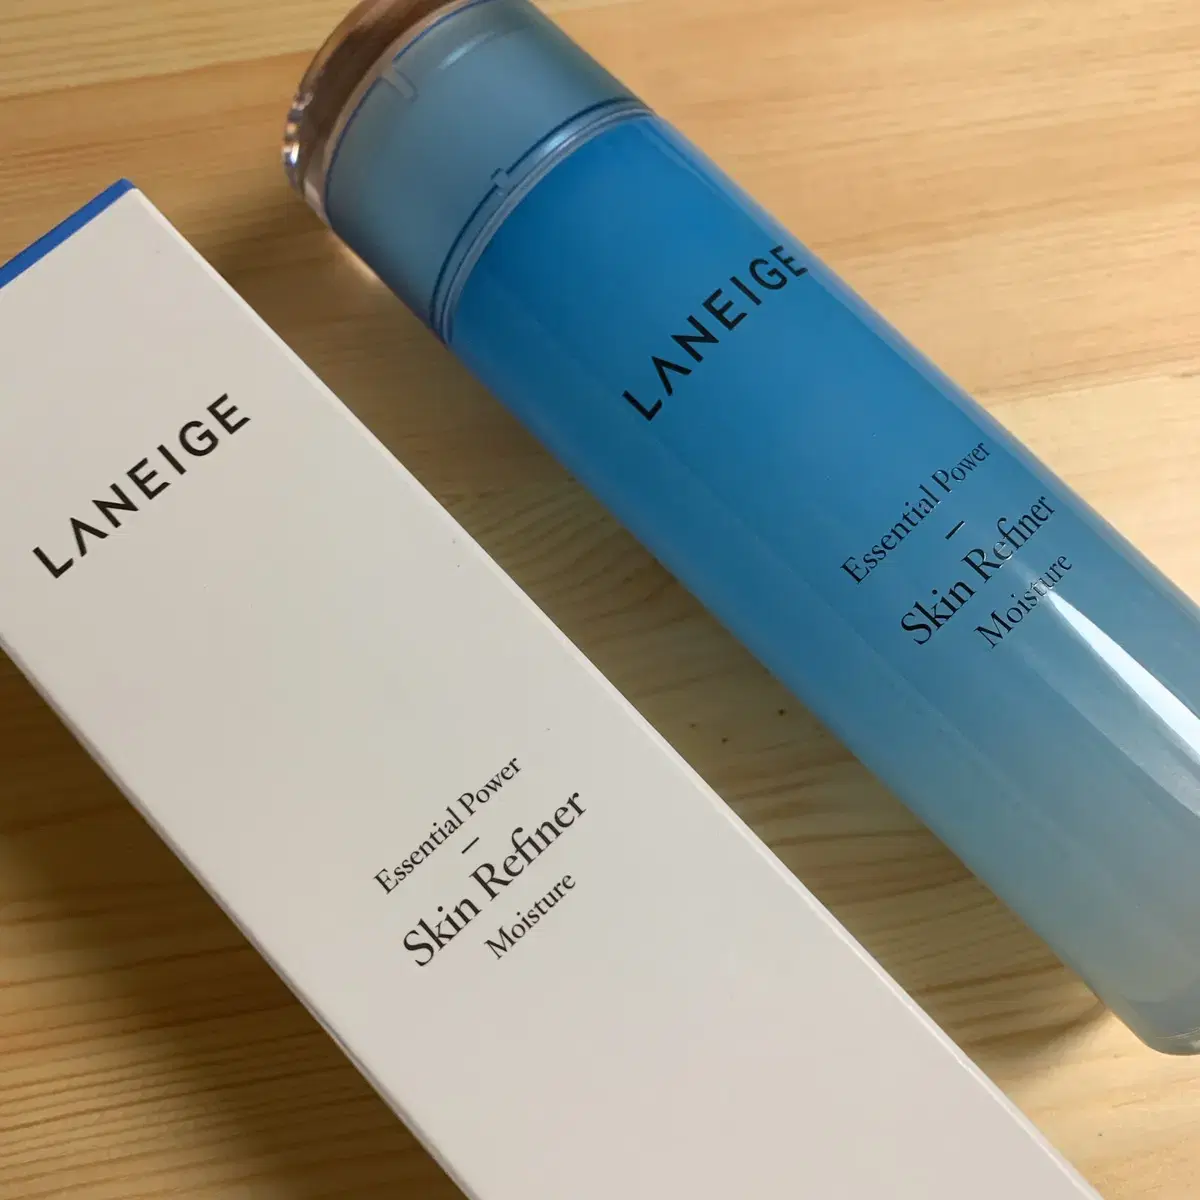 LANEIGE
Essential Power
–
Skin Refiner
Moisture
LANEIGE
Essential Power
–
Skin Refiner
Moisture